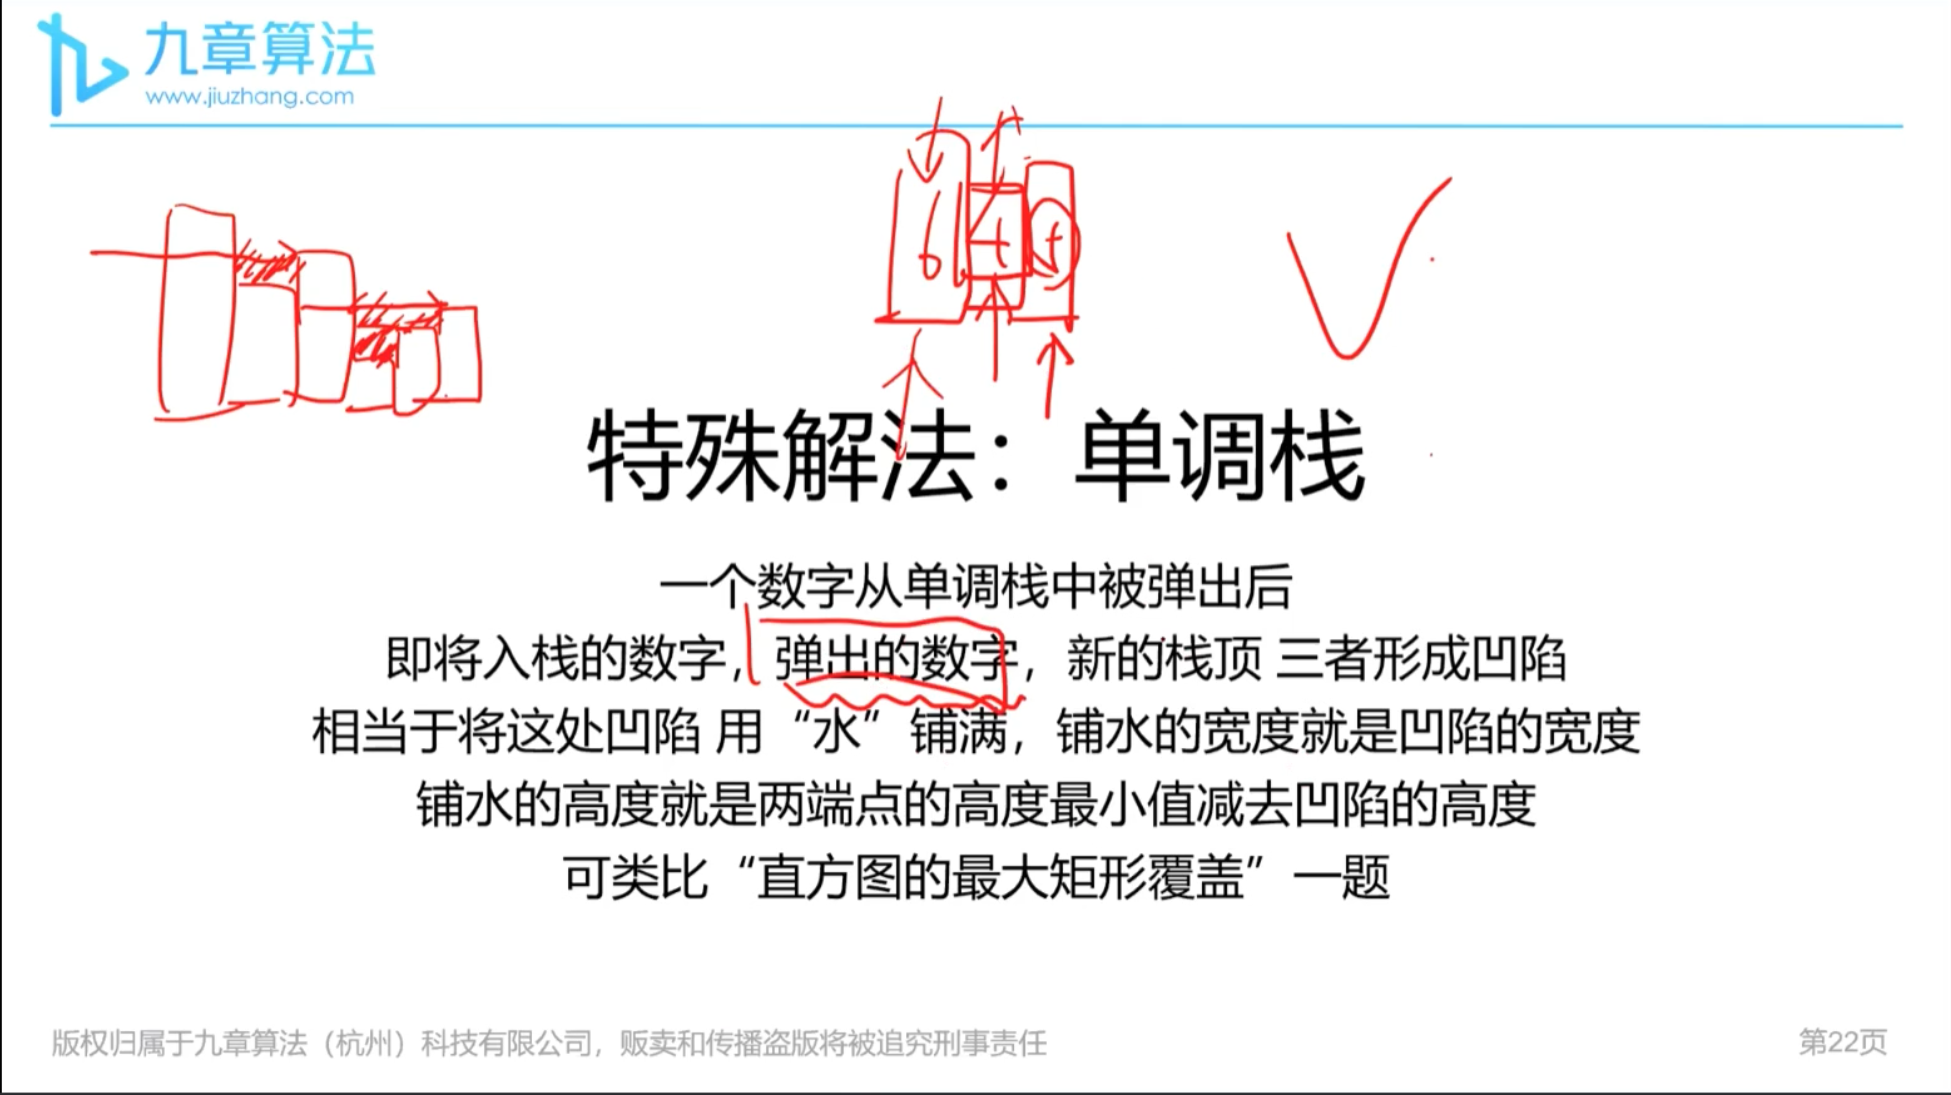 九章算法
www.jiuzhang.com
6 4 5
特殊解法：单调栈
一个数字从单调栈中被弹出后
即将入栈的数字，弹出的数字，新的栈顶 三者形成凹陷
相当于将这处凹陷 用“水”铺满，铺水的宽度就是凹陷的宽度
铺水的高度就是两端点的高度最小值减去凹陷的高度
可类比“直方图的最大矩形覆盖”一题
版权归属于九章算法（杭州）科技有限公司，贩卖和传播盗版将被追究刑事责任
第22页